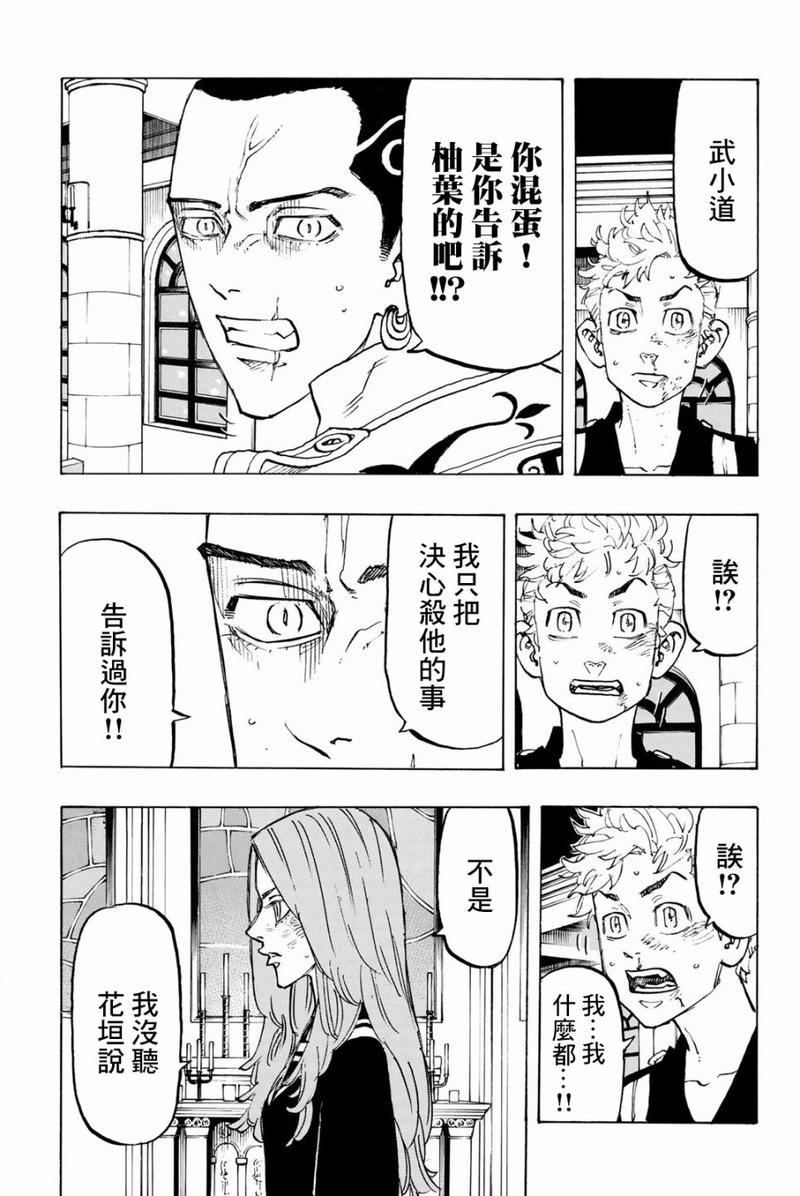 武小道
你混蛋！
是你告訴
柚葉的吧
!!?
誒!?
我只把
決心殺他的事
告訴過你!!
誒!?
我…我
什麼都…!!
不是
我沒聽
花垣說